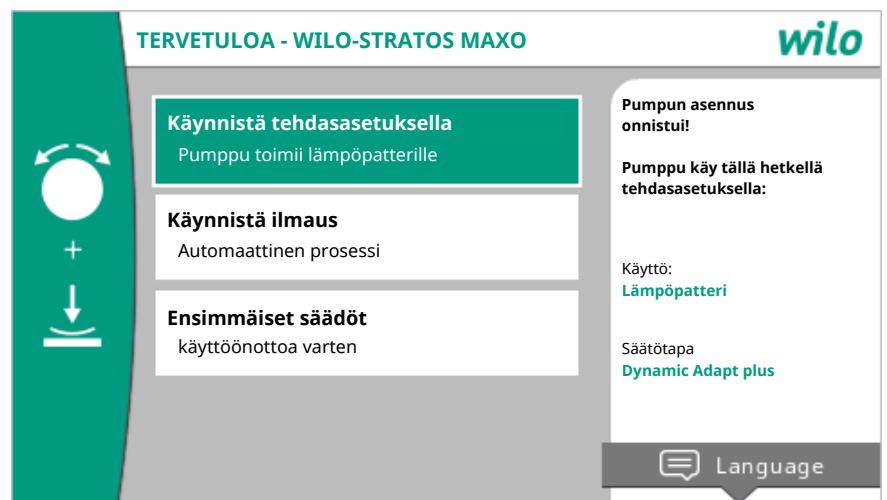 TERVETULOA - WILO-STRATOS MAXO
wilo
Käynnistä tehdasasetuksella
Pumppu toimii lämpöpatterille
Käynnistä ilmaus
Automaattinen prosessi
Ensimmäiset säädöt
käyttöönottoa varten
Pumpun asennus
onnistui!
Pumppu käy tällä hetkellä
tehdasasetuksella:
Käyttö:
Lämpöpatteri
Säätötapa
Dynamic Adapt plus
Language